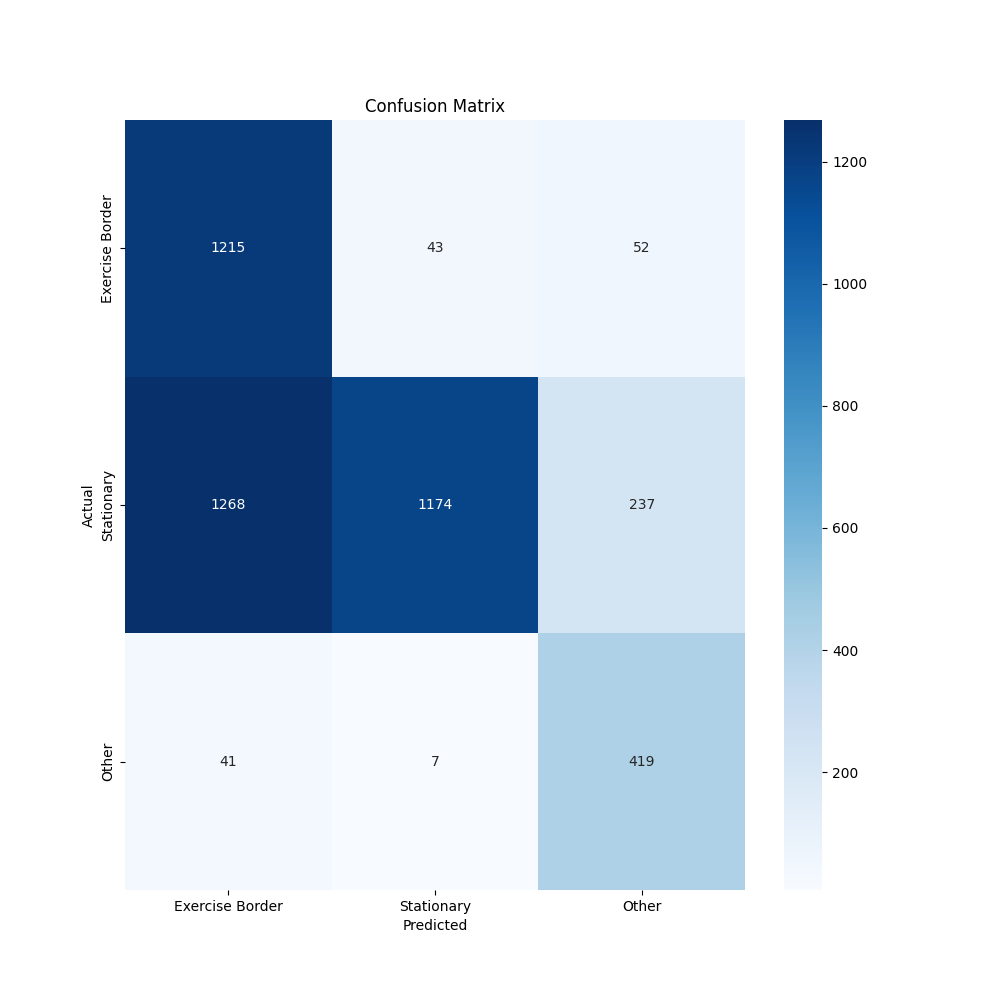 Confusion Matrix
Actual
Exercise Border
1215
43
52
Stationary
1268
1174
237
Other
41
7
419
Exercise Border
Stationary
Other
Predicted
1200
1000
800
600
400
200